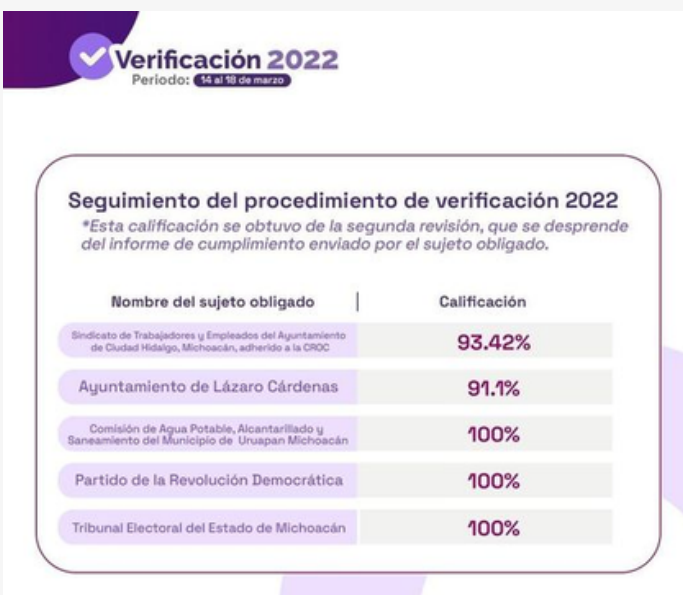 Verificación 2022
Periodo: 14 al 18 de marzo
Seguimiento del procedimiento de verificación 2022
*Esta calificación se obtuvo de la segunda revisión, que se desprende
del informe de cumplimiento enviado por el sujeto obligado.
Nombre del sujeto obligado | Calificación
Sindicato de Trabajadores y Empleados del Ayuntamiento
de Ciudad Hidalgo, Michoacán, adherido a la CROC
93.42%
Ayuntamiento de Lázaro Cárdenas
91.1%
Comisión de Agua Potable, Alcantarillado y
Saneamiento del Municipio de Uruapan Michoacán
100%
Partido de la Revolución Democrática
100%
Tribunal Electoral del Estado de Michoacán
100%